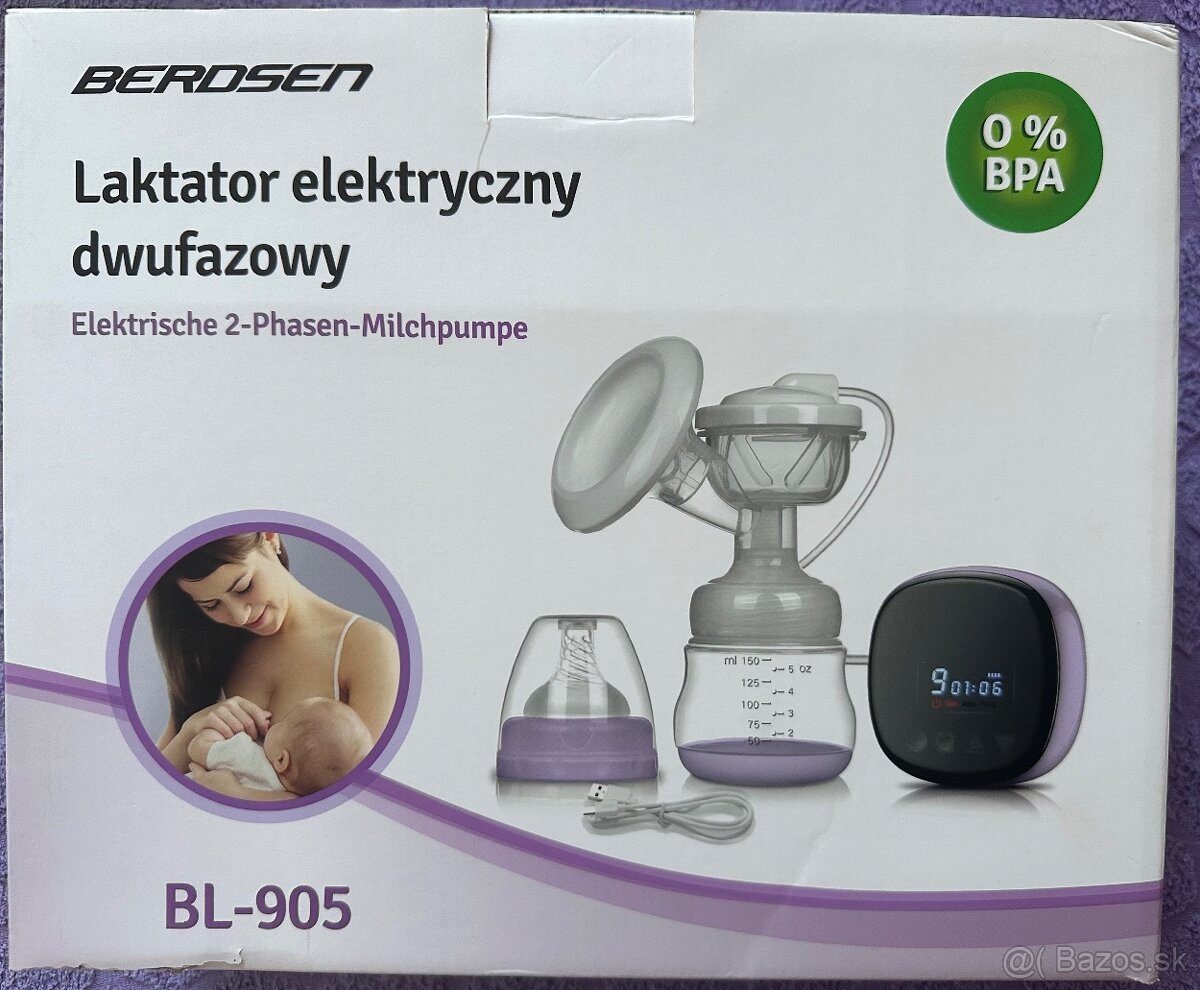 BERDSEN
0 %
BPA
Laktator elektryczny
dwufazowy
Elektrische 2-Phasen-Milchpumpe
ml 150
5 oz
125
4
100
3
75
2
50
9 01:06
BL-905
@( Bazos.sk